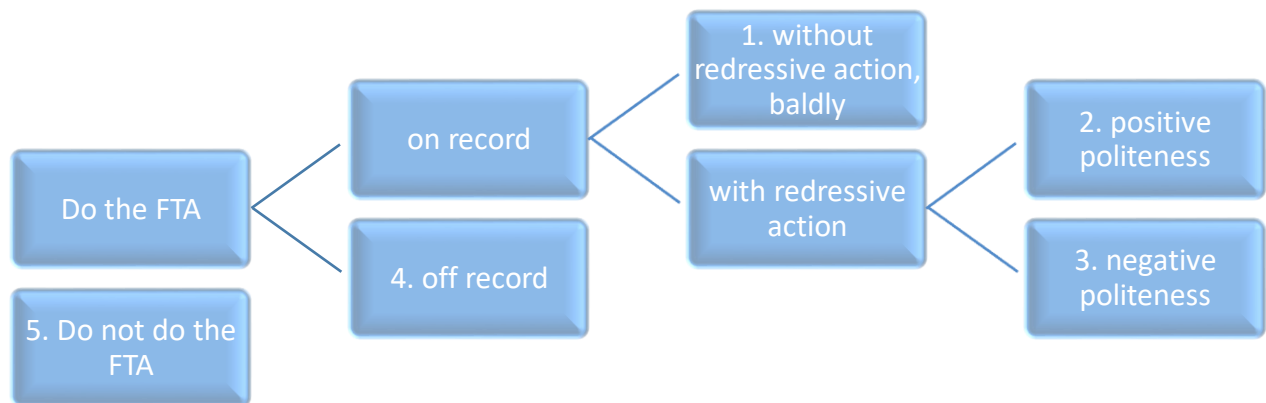 1. without
redressive action,
baldly
on record
2. positive
politeness
Do the FTA
with redressive
action
4. off record
3. negative
politeness
5. Do not do the
FTA